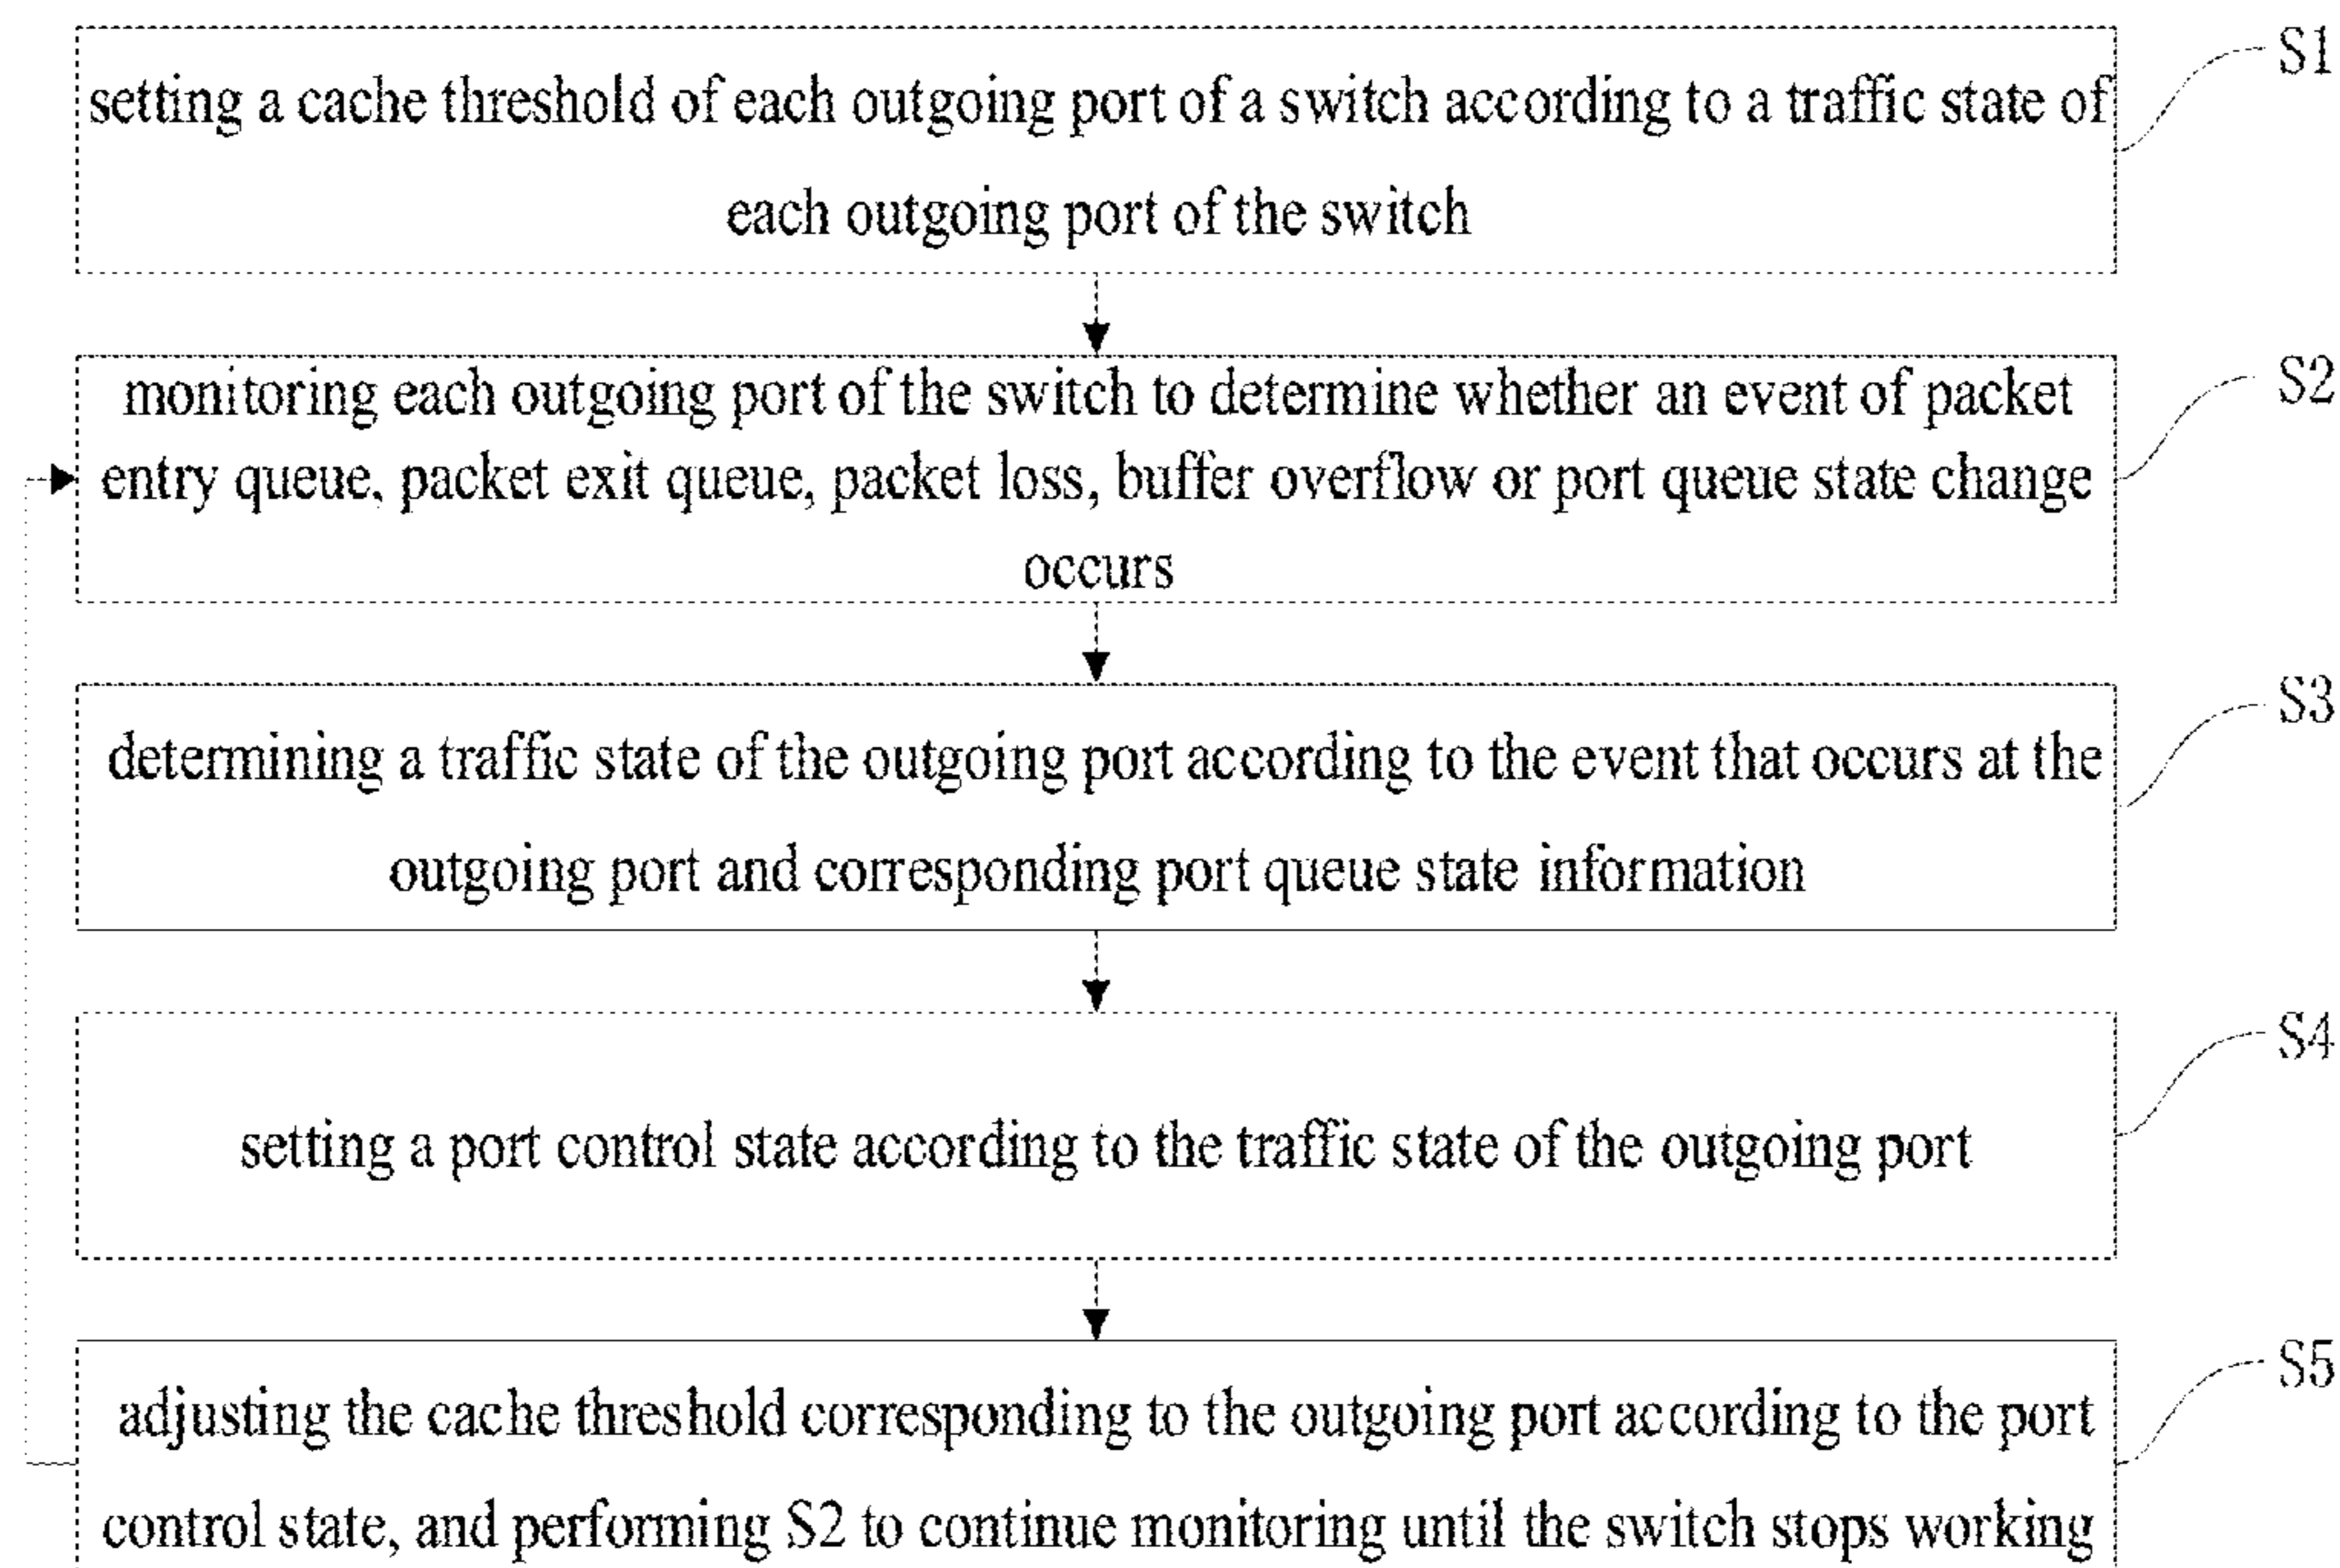 setting a cache threshold of each outgoing port of a switch according to a traffic state of
each outgoing port of the switch
S1
monitoring each outgoing port of the switch to determine whether an event of packet
entry queue, packet exit queue, packet loss, buffer overflow or port queue state change
occurs
S2
determining a traffic state of the outgoing port according to the event that occurs at the
outgoing port and corresponding port queue state information
S3
setting a port control state according to the traffic state of the outgoing port
S4
adjusting the cache threshold corresponding to the outgoing port according to the port
control state, and performing S2 to continue monitoring until the switch stops working
S5